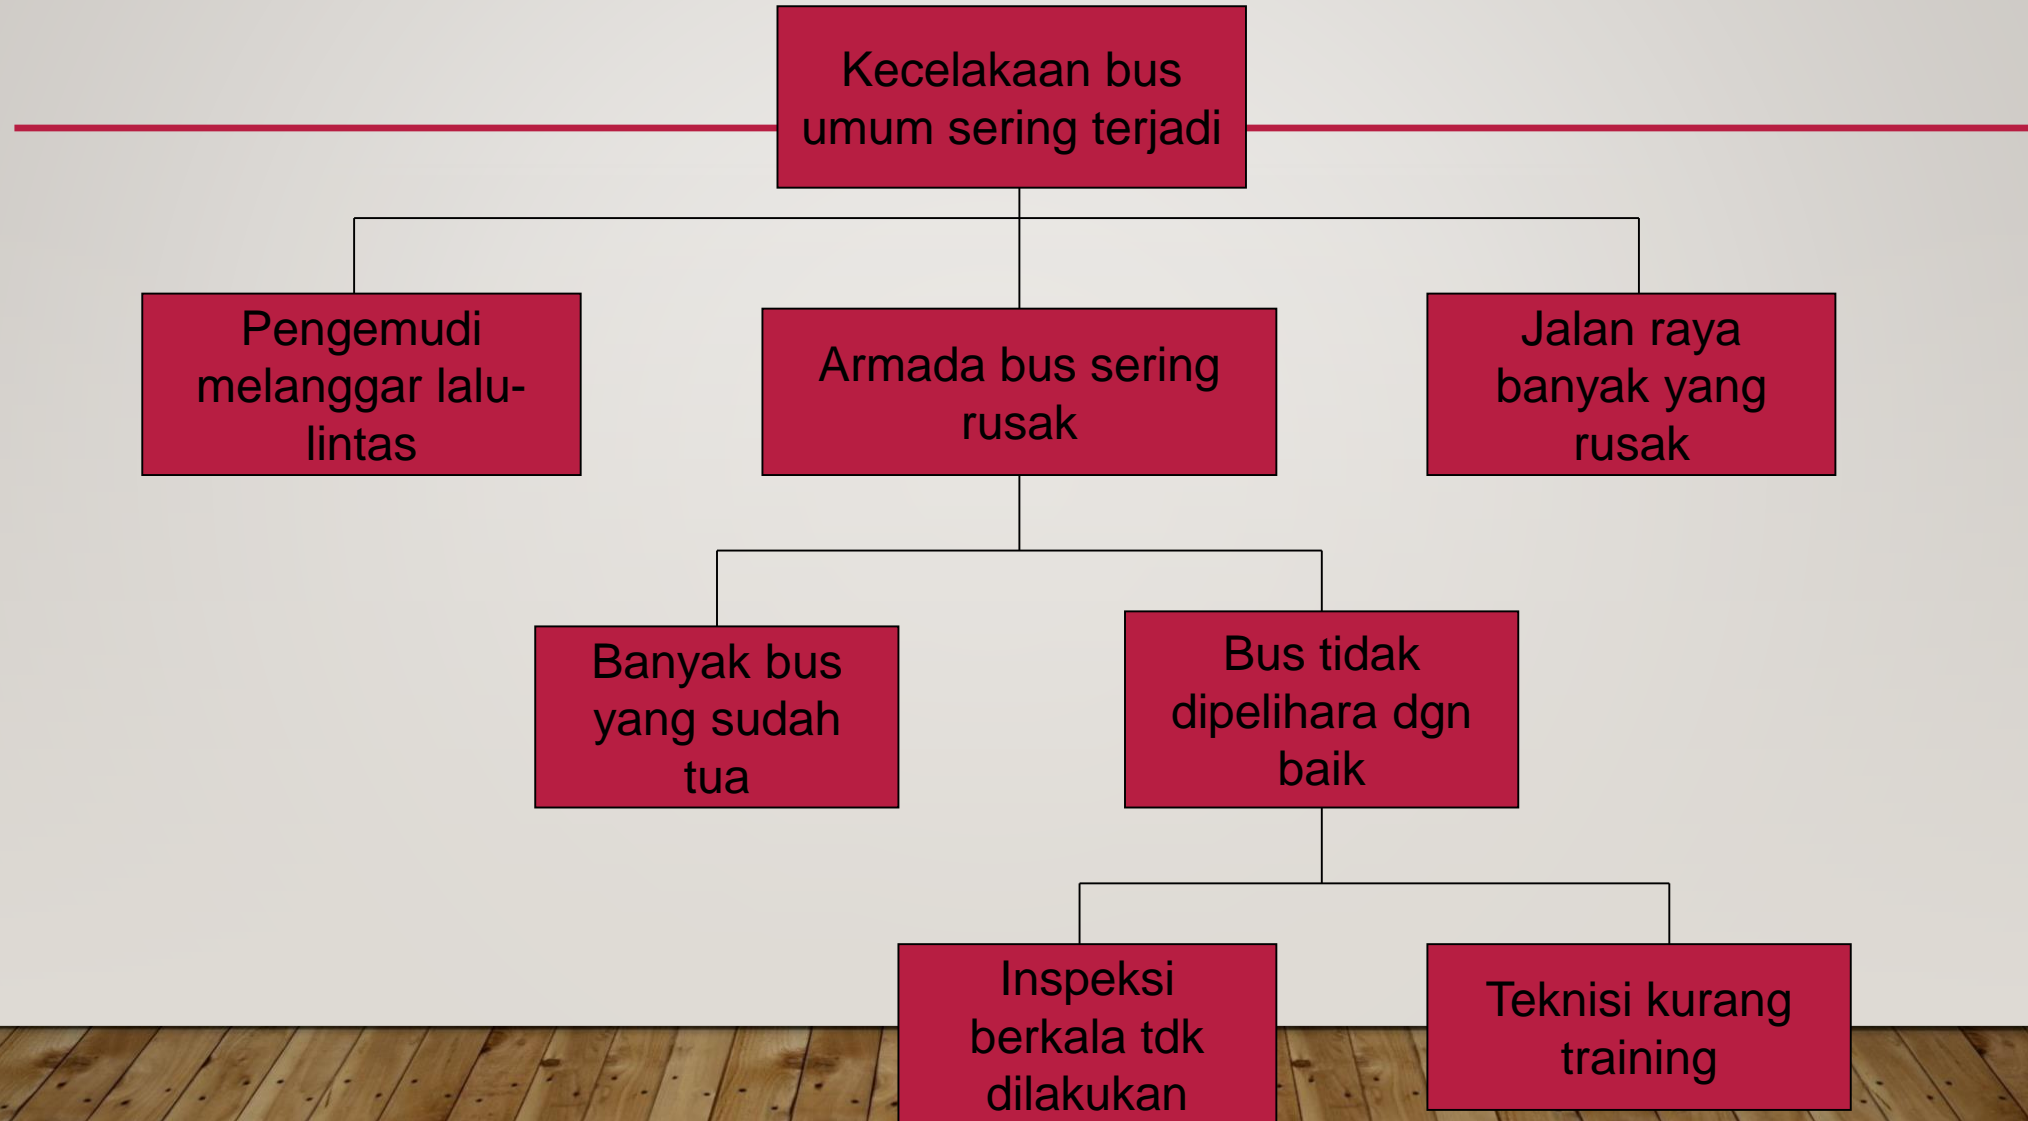 Kecelakaan bus
umum sering terjadi
Pengemudi
melanggar lalu-
lintas
Armada bus sering
rusak
Jalan raya
banyak yang
rusak
Banyak bus
yang sudah
tua
Bus tidak
dipelihara dgn
baik
Inspeksi
berkala tdk
dilakukan
Teknisi kurang
training